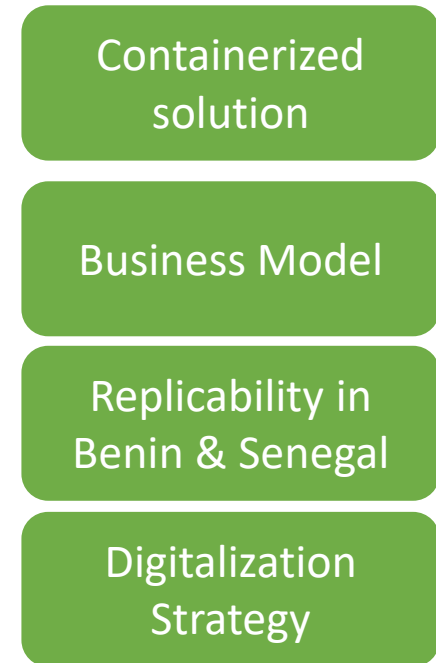 Containerized
solution
Business Model
Replicability in
Benin & Senegal
Digitalization
Strategy